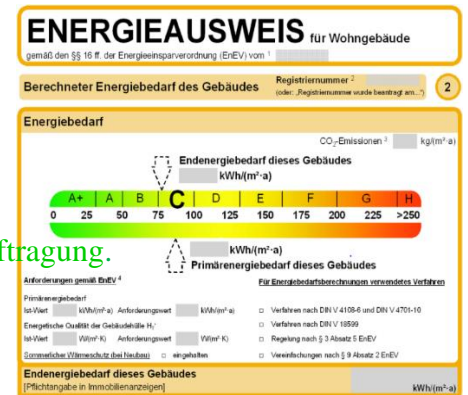 ENERGIEAUSWEIS für Wohngebäude
gemäß den §§ 16 ff. der Energieeinsparverordnung (EnEV) vom ¹
Berechneter Energiebedarf des Gebäudes
Registriernummer ²
(oder: „Registriernummer wurde beantragt am...")
2
Energiebedarf
CO₂-Emissionen ³ kg/(m²·a)
Endenergiebedarf dieses Gebäudes
kWh/(m²·a)
A+ A B C D E F G H
0 25 50 75 100 125 150 175 200 225 >250
ftragung.
kWh/(m²·a)
Primärenergiebedarf dieses Gebäudes
Anforderungen gemäß EnEV ⁴
Primärenergiebedarf
Ist-Wert kWh/(m²·a) Anforderungswert kWh/(m²·a)
Energetische Qualität der Gebäudehülle H_T'
Ist-Wert W/(m²·K) Anforderungswert W/(m²·K)
Sommerlicher Wärmeschutz (bei Neubau) □ eingehalten
Für Energiebedarfsberechnungen verwendetes Verfahren
□ Verfahren nach DIN V 4108-6 und DIN V 4701-10
□ Verfahren nach DIN V 18599
□ Regelung nach § 3 Absatz 5 EnEV
□ Vereinfachungen nach § 9 Absatz 2 EnEV
Endenergiebedarf dieses Gebäudes
[Pflichtangabe in Immobilienanzeigen]
kWh/(m²·a)